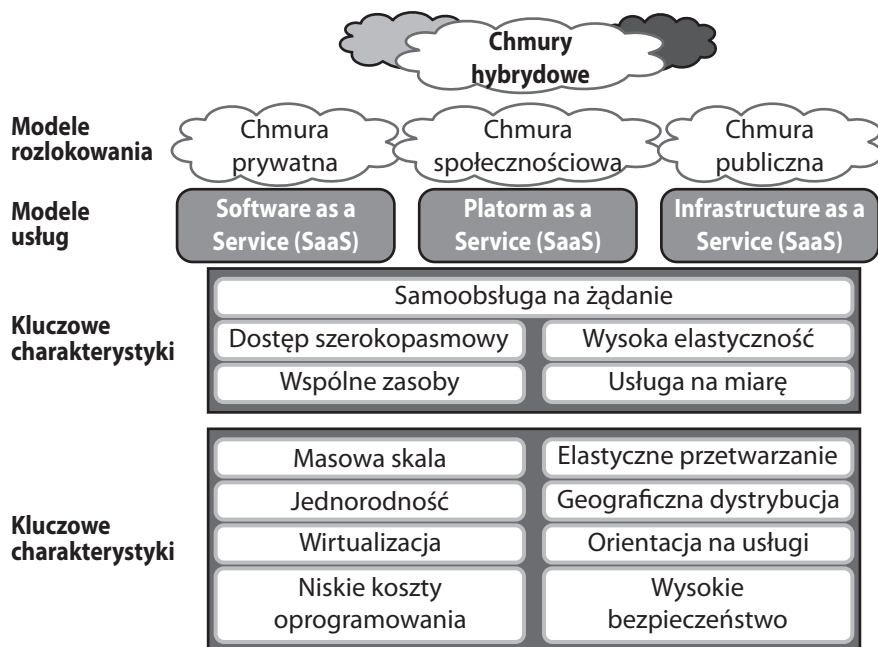 Chmury
hybrydowe
Modele
rozlokowania
Chmura
prywatna
Chmura
społecznościowa
Chmura
publiczna
Modele
usług
Software as a
Service (SaaS)
Platorm as a
Service (SaaS)
Infrastructure as a
Service (SaaS)
Kluczowe
charakterystyki
Samoobsługa na żądanie
Dostęp szerokopasmowy
Wysoka elastyczność
Wspólne zasoby
Usługa na miarę
Kluczowe
charakterystyki
Masowa skala
Elastyczne przetwarzanie
Jednorodność
Geograficzna dystrybucja
Wirtualizacja
Orientacja na usługi
Niskie koszty
oprogramowania
Wysokie
bezpieczeństwo